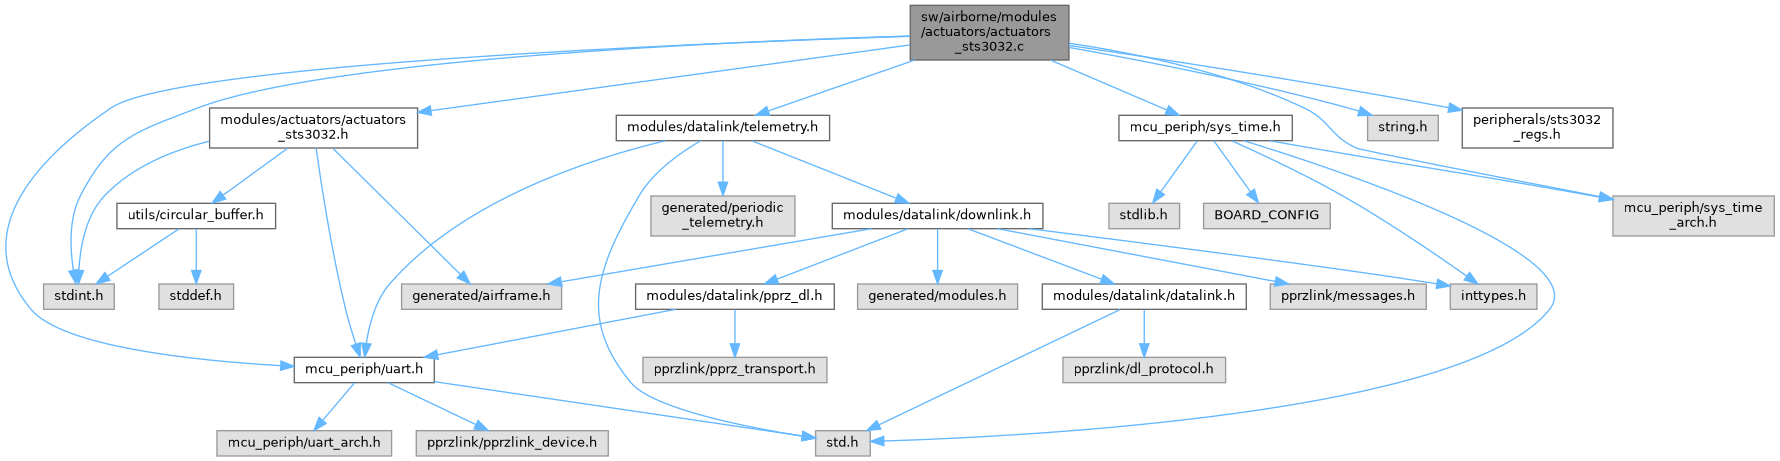 sw/airborne/modules
/actuators/actuators
_sts3032.c
modules/actuators/actuators
_sts3032.h
modules/datalink/telemetry.h
mcu_periph/sys_time.h
string.h
peripherals/sts3032
_regs.h
utils/circular_buffer.h
generated/periodic
_telemetry.h
modules/datalink/downlink.h
stdlib.h
BOARD_CONFIG
mcu_periph/sys_time
_arch.h
stdint.h
stddef.h
generated/airframe.h
modules/datalink/pprz_dl.h
generated/modules.h
modules/datalink/datalink.h
pprzlink/messages.h
inttypes.h
mcu_periph/uart.h
pprzlink/pprz_transport.h
pprzlink/dl_protocol.h
mcu_periph/uart_arch.h
pprzlink/pprzlink_device.h
std.h